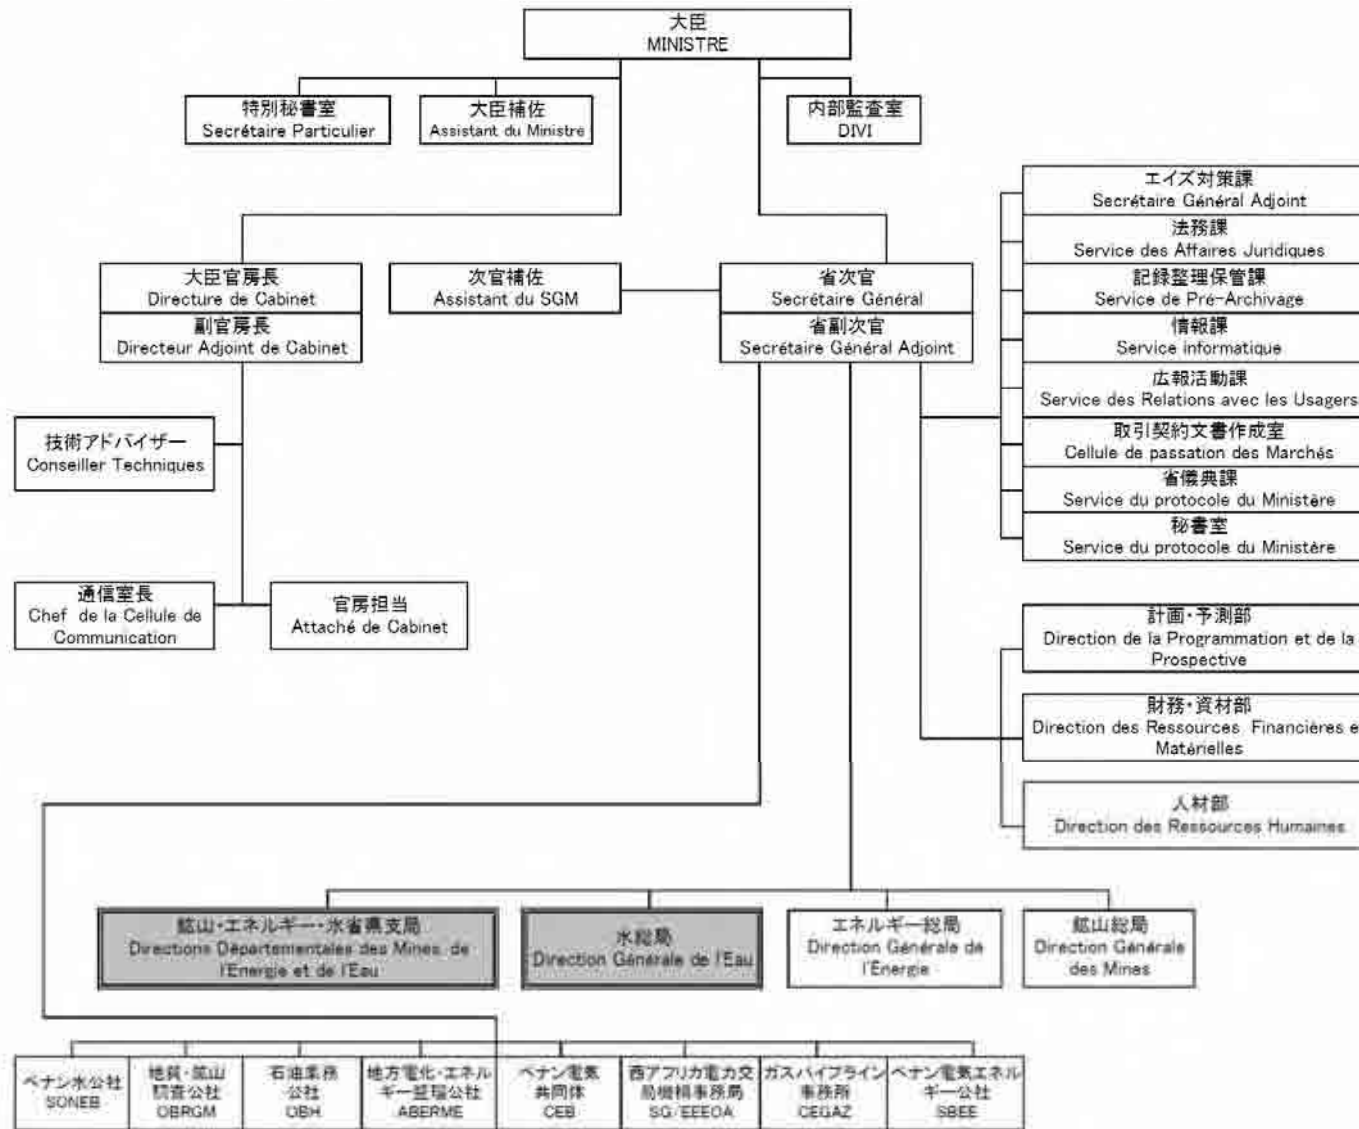 大臣
MINISTRE
特別秘書室
Secrétaire Particulier
大臣補佐
Assistant du Ministre
内部監査室
DIVI
エイズ対策課
Secrétaire Général Adjoint
法務課
Service des Affaires Juridiques
記録整理保管課
Service de Pré-Archivage
情報課
Service informatique
広報活動課
Service des Relations avec les Usagers
取引契約文書作成室
Cellule de passation des Marchés
省儀典課
Service du protocole du Ministère
秘書室
Service du protocole du Ministère
大臣官房長
Directure de Cabinet
副官房長
Directeur Adjoint de Cabinet
次官補佐
Assistant du SGM
省次官
Secrétaire Général
省副次官
Secrétaire Général Adjoint
技術アドバイザー
Conseiller Techniques
通信室長
Chef de la Cellule de
Communication
官房担当
Attaché de Cabinet
計画・予測部
Direction de la Programmation et de la
Prospective
財務・資材部
Direction des Ressources Financières e
Matérielles
人材部
Direction des Ressources Humaines
鉱山・エネルギー・水省県支局
Directions Départementales des Mines, de
l'Energie et de l'Eau
水総局
Direction Générale de l'Eau
エネルギー総局
Direction Générale de
l'Énergie
鉱山総局
Direction Générale
des Mines
ベナン水公社
SONEB
地質・鉱山
調査公社
OBRGM
石油業務
公社
OBH
地方電化・エネル
ギー整理公社
ABERME
ベナン電気
共同体
CEB
西アフリカ電力交
局機構事務局
SG/EEEOA
ガスパイプライン
事務所
CEGAZ
ベナン電気エネル
ギー公社
SBEE